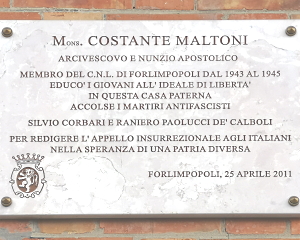 Mons. COSTANTE MALTONI
ARCIVESCOVO E NUNZIO APOSTOLICO
MEMBRO DEL C.N.L. DI FORLIMPOPOLI DAL 1943 AL 1945
EDUCO' I GIOVANI ALL'IDEALE DI LIBERTA'
IN QUESTA CASA PATERNA
ACCOLSE I MARTIRI ANTIFASCISTI
SILVIO CORBARI E RANIERO PAOLUCCI DE' CALBOLI
PER REDIGERE L'APPELLO INSURREZIONALE AGLI ITALIANI
NELLA SPERANZA DI UNA PATRIA DIVERSA
FORLIMPOPOLI, 25 APRILE 2011